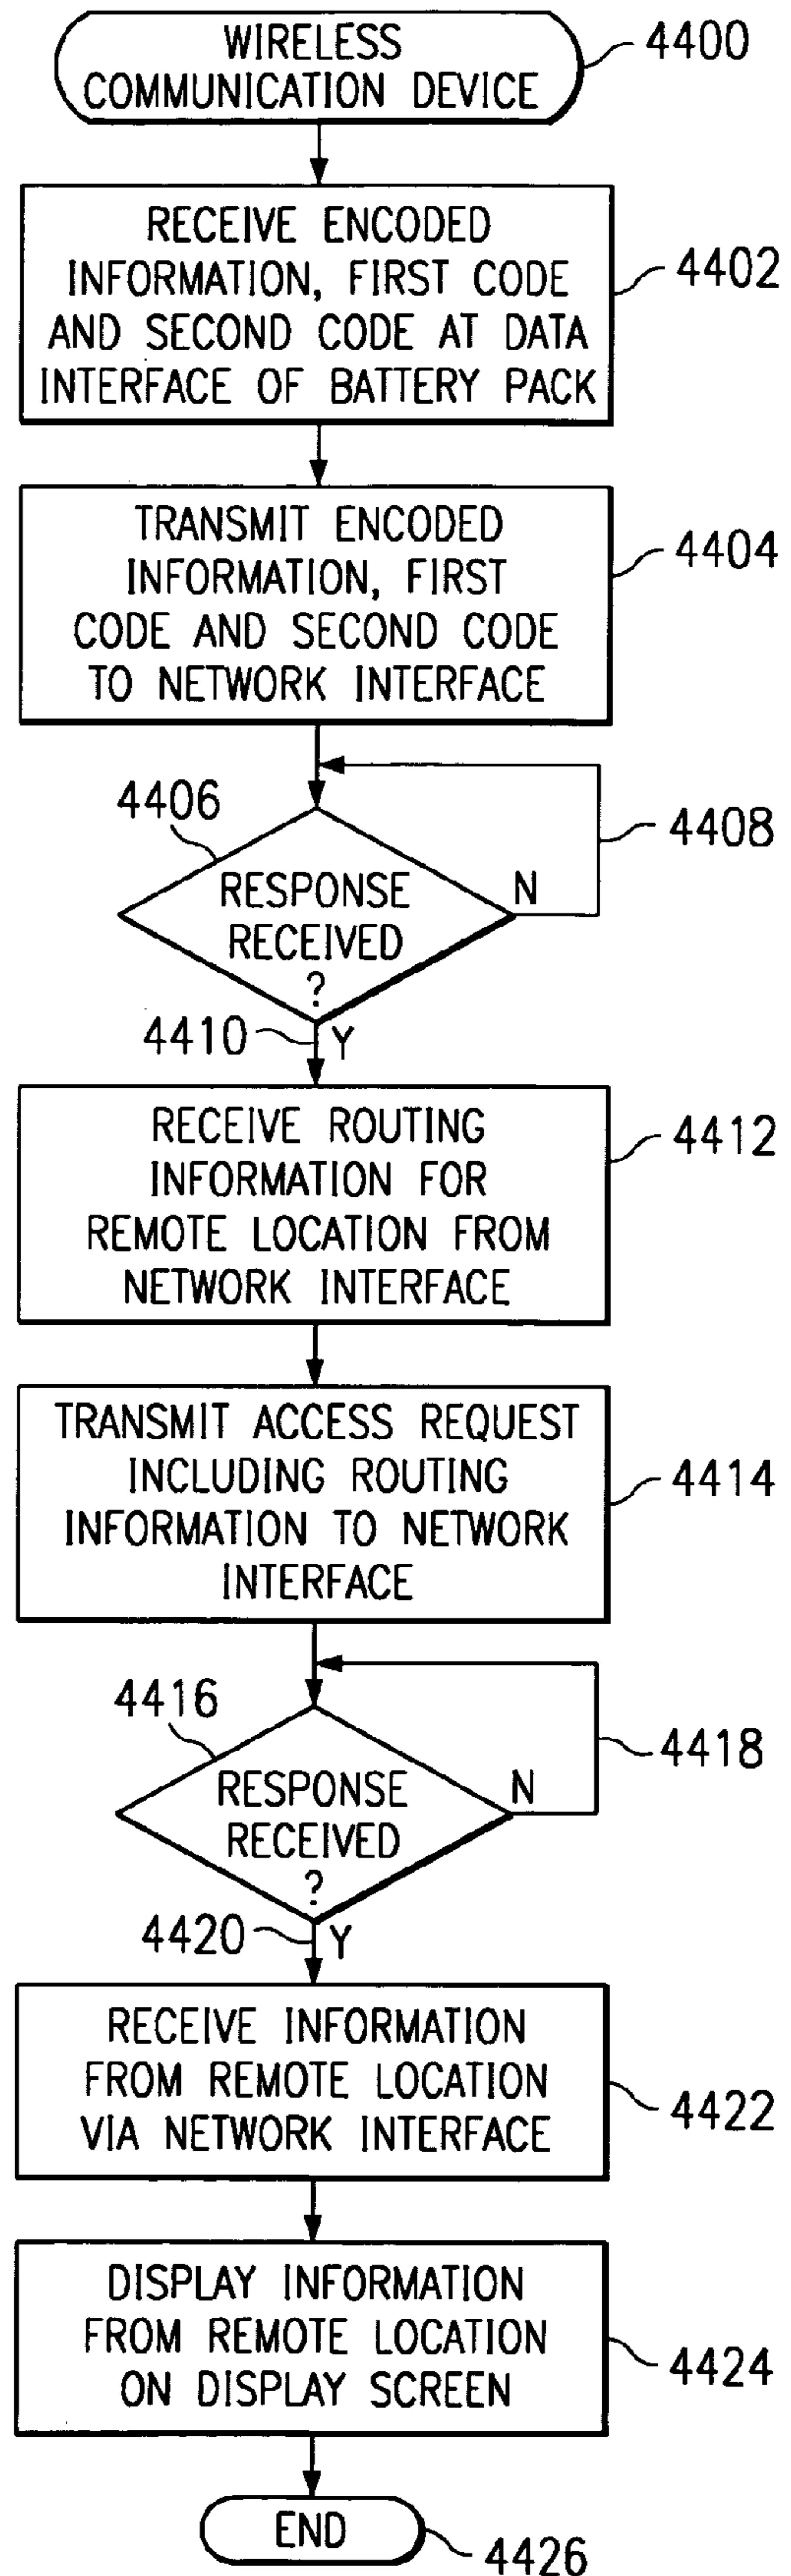 WIRELESS
COMMUNICATION DEVICE
4400
RECEIVE ENCODED
INFORMATION, FIRST CODE
AND SECOND CODE AT DATA
INTERFACE OF BATTERY PACK
4402
TRANSMIT ENCODED
INFORMATION, FIRST
CODE AND SECOND CODE
TO NETWORK INTERFACE
4404
4406
RESPONSE
RECEIVED
?
N
4408
4410
Y
RECEIVE ROUTING
INFORMATION FOR
REMOTE LOCATION FROM
NETWORK INTERFACE
4412
TRANSMIT ACCESS REQUEST
INCLUDING ROUTING
INFORMATION TO NETWORK
INTERFACE
4414
4416
RESPONSE
RECEIVED
?
N
4418
4420
Y
RECEIVE INFORMATION
FROM REMOTE LOCATION
VIA NETWORK INTERFACE
4422
DISPLAY INFORMATION
FROM REMOTE LOCATION
ON DISPLAY SCREEN
4424
END
4426